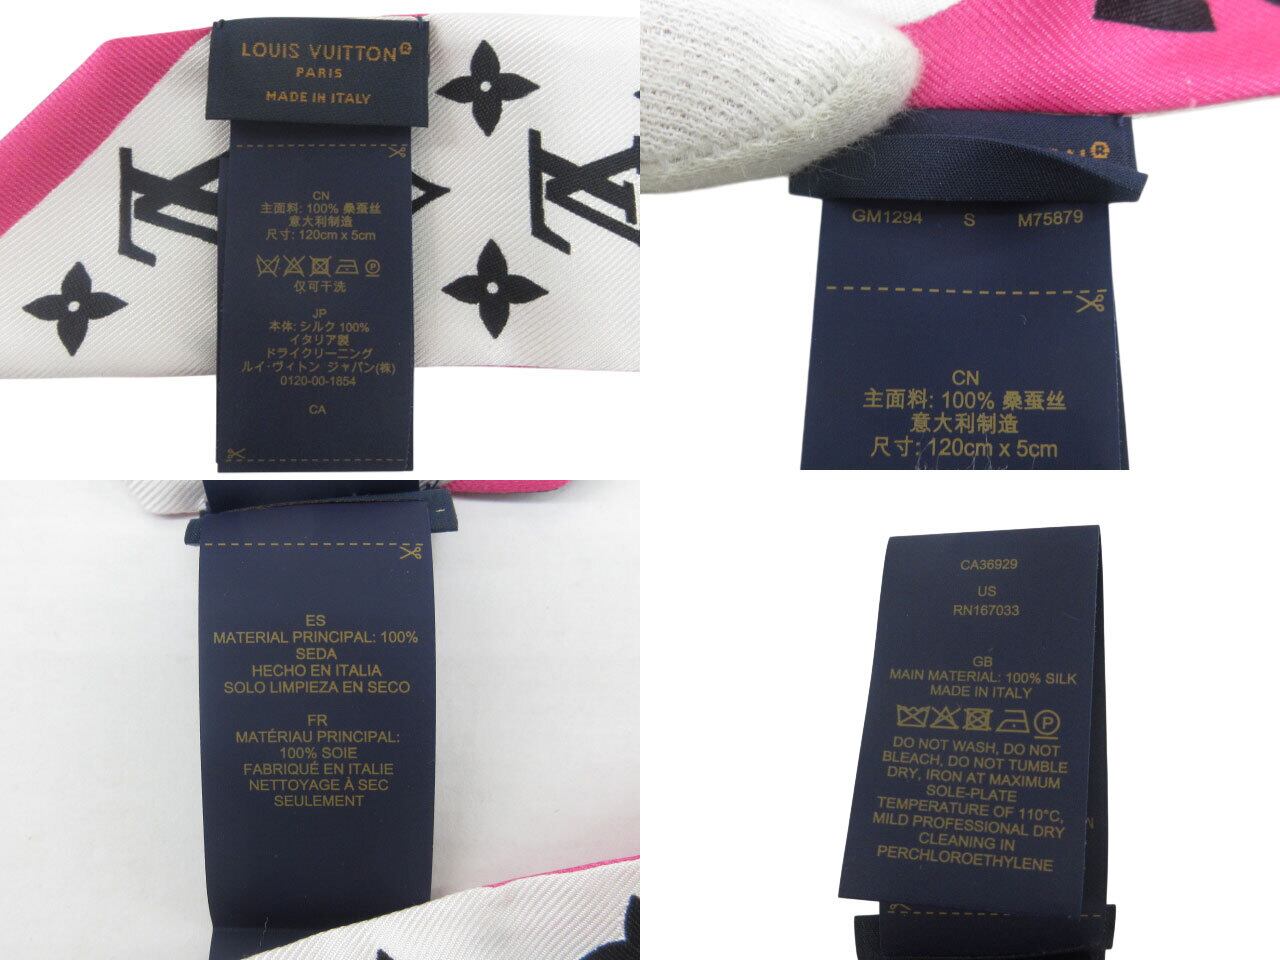 LOUIS VUITTON®
PARIS
MADE IN ITALY
CN
主面料: 100% 桑蚕丝
意大利制造
尺寸: 120cm x 5cm
仅可干洗
JP
本体: シルク 100%
イタリア製
ドライクリーニング
ルイ・ヴィトン ジャパン(株)
0120-00-1854
CA
GM1294 S M75879
CN
主面料: 100% 桑蚕丝
意大利制造
尺寸: 120cm x 5cm
ES
MATERIAL PRINCIPAL: 100%
SEDA
HECHO EN ITALIA
SOLO LIMPIEZA EN SECO
FR
MATÉRIAU PRINCIPAL:
100% SOIE
FABRIQUÉ EN ITALIE
NETTOYAGE À SEC
SEULEMENT
CA36929
US
RN167033
GB
MAIN MATERIAL: 100% SILK
MADE IN ITALY
DO NOT WASH, DO NOT
BLEACH, DO NOT TUMBLE
DRY, IRON AT MAXIMUM
SOLE-PLATE
TEMPERATURE OF 110°C,
MILD PROFESSIONAL DRY
CLEANING IN
PERCHLOROETHYLENE